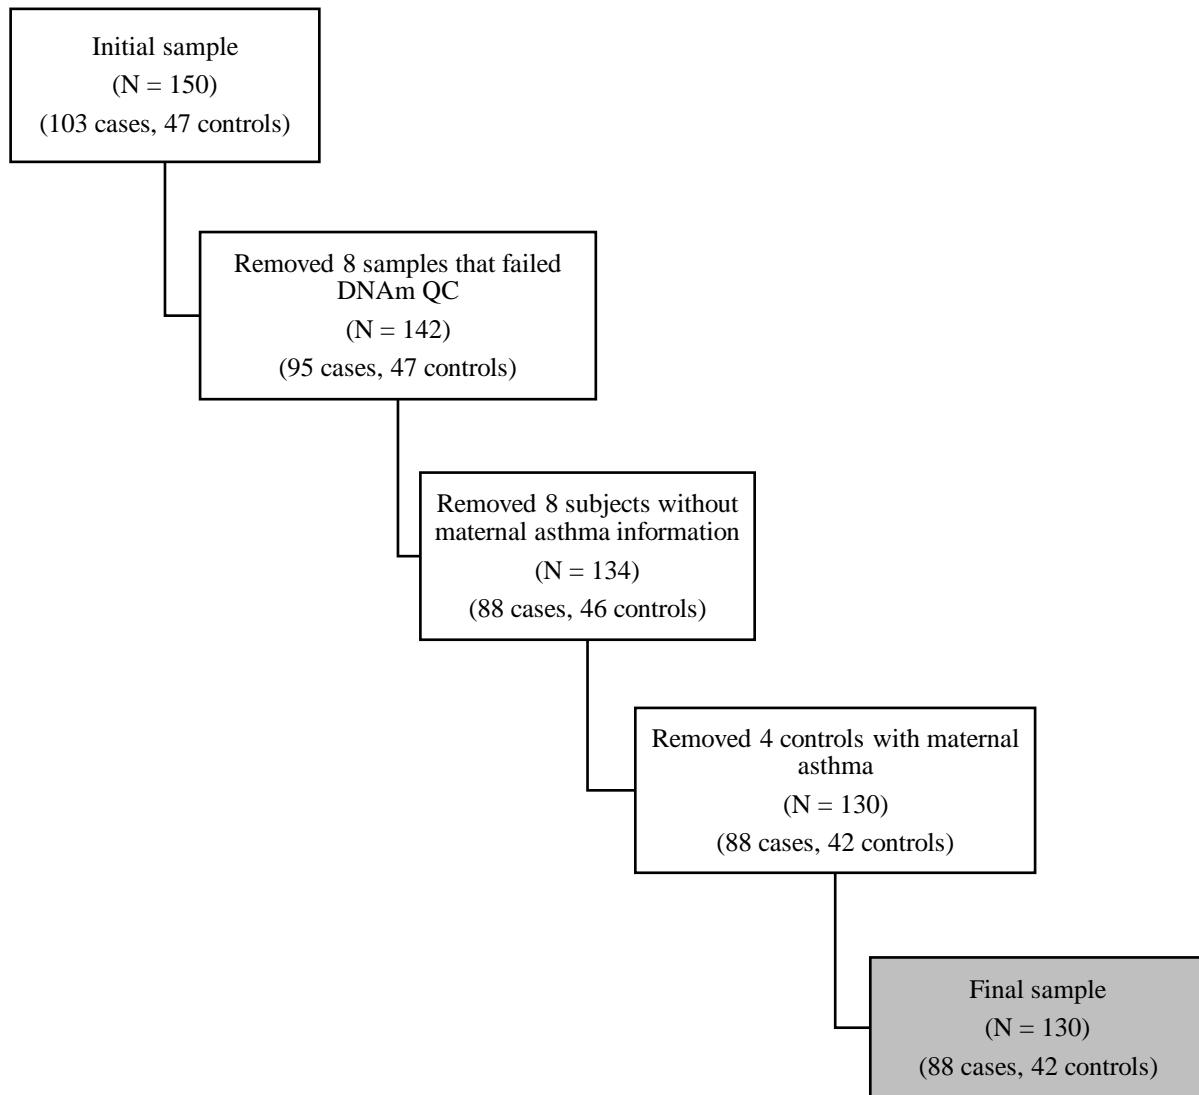 Initial sample
(N = 150)
(103 cases, 47 controls)
Removed 8 samples that failed
DNAm QC
(N = 142)
(95 cases, 47 controls)
Removed 8 subjects without
maternal asthma information
(N = 134)
(88 cases, 46 controls)
Removed 4 controls with maternal
asthma
(N = 130)
(88 cases, 42 controls)
Final sample
(N = 130)
(88 cases, 42 controls)